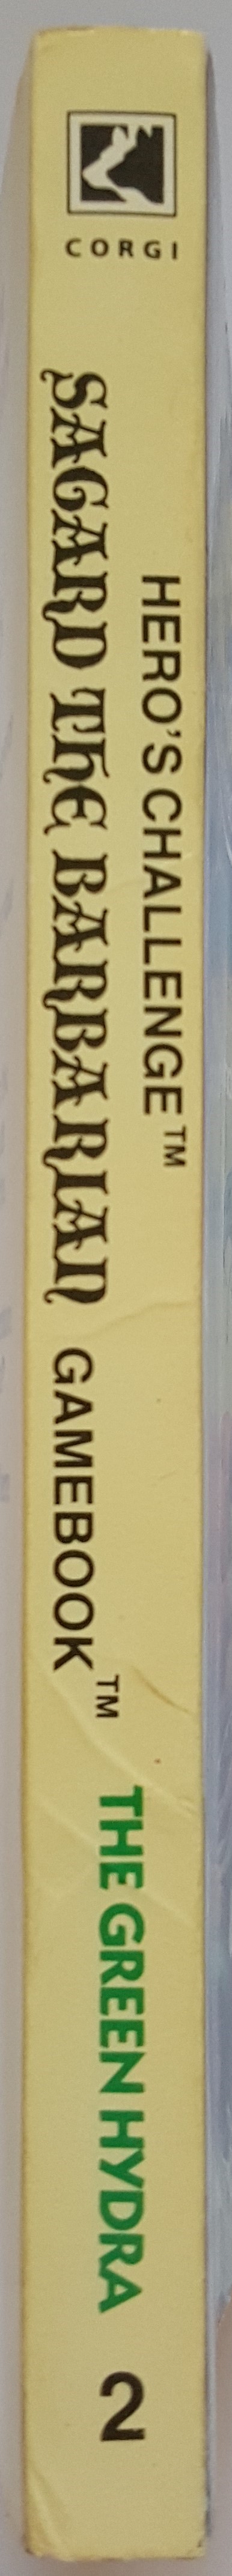 CORGI
HERO'S CHALLENGE™
SAGARD THE BARBARIAN GAMEBOOK™
THE GREEN HYDRA
2